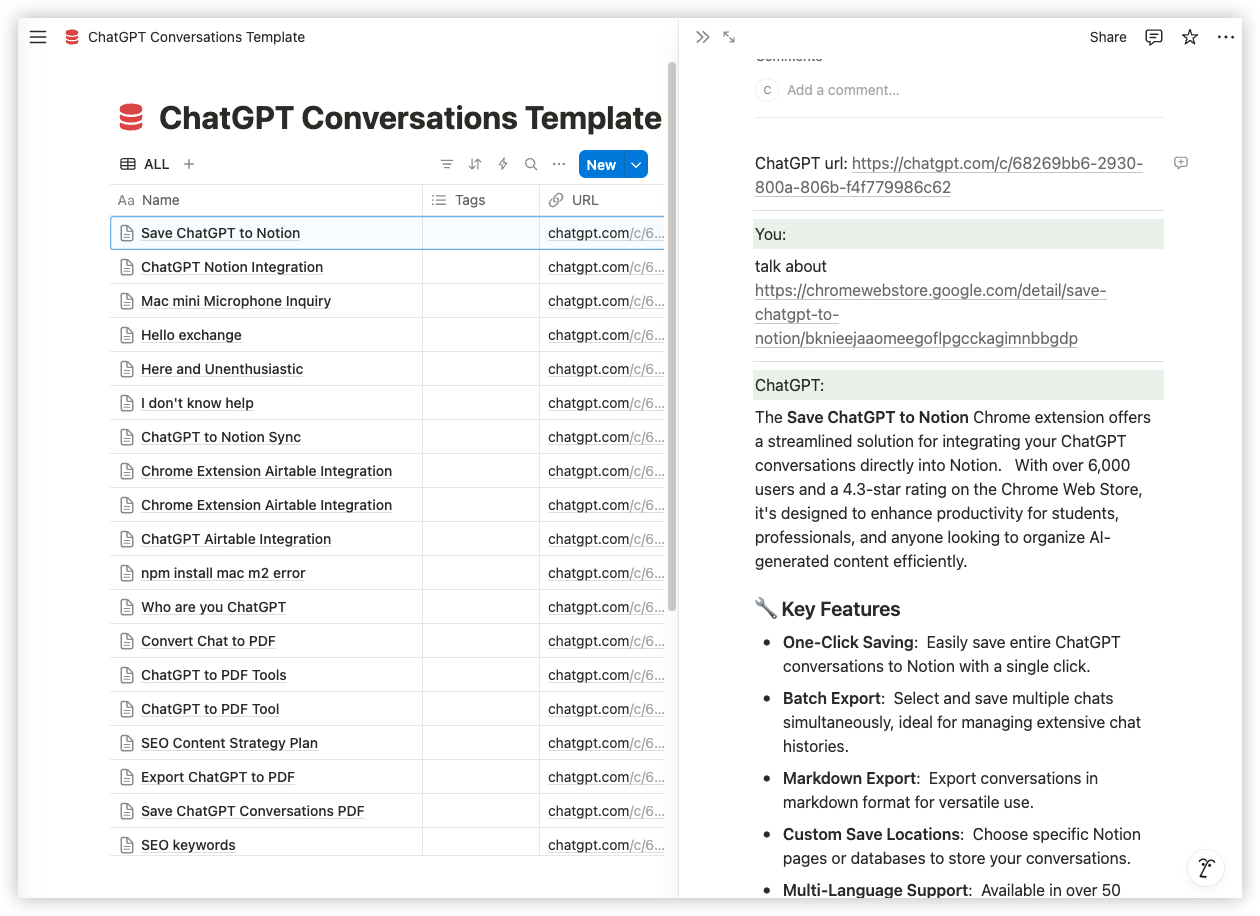 ChatGPT Conversations Template
ChatGPT Conversations Template
ALL
New
Aa Name Tags URL
Save ChatGPT to Notion chatgpt.com/c/6...
ChatGPT Notion Integration chatgpt.com/c/6...
Mac mini Microphone Inquiry chatgpt.com/c/6...
Hello exchange chatgpt.com/c/6...
Here and Unenthusiastic chatgpt.com/c/6...
I don't know help chatgpt.com/c/6...
ChatGPT to Notion Sync chatgpt.com/c/6...
Chrome Extension Airtable Integration chatgpt.com/c/6...
Chrome Extension Airtable Integration chatgpt.com/c/6...
ChatGPT Airtable Integration chatgpt.com/c/6...
npm install mac m2 error chatgpt.com/c/6...
Who are you ChatGPT chatgpt.com/c/6...
Convert Chat to PDF chatgpt.com/c/6...
ChatGPT to PDF Tools chatgpt.com/c/6...
ChatGPT to PDF Tool chatgpt.com/c/6...
SEO Content Strategy Plan chatgpt.com/c/6...
Export ChatGPT to PDF chatgpt.com/c/6...
Save ChatGPT Conversations PDF chatgpt.com/c/6...
SEO keywords chatgpt.com/c/6...
Share
Comments
C Add a comment...
ChatGPT url: https://chatgpt.com/c/68269bb6-2930-
800a-806b-f4f779986c62
You:
talk about
https://chromewebstore.google.com/detail/save-
chatgpt-to-
notion/bknieejaaomeegoflpgcckagimnbbgdp
ChatGPT:
The Save ChatGPT to Notion Chrome extension offers
a streamlined solution for integrating your ChatGPT
conversations directly into Notion. With over 6,000
users and a 4.3-star rating on the Chrome Web Store,
it's designed to enhance productivity for students,
professionals, and anyone looking to organize AI-
generated content efficiently.
🔧 Key Features
• One-Click Saving: Easily save entire ChatGPT
conversations to Notion with a single click.
• Batch Export: Select and save multiple chats
simultaneously, ideal for managing extensive chat
histories.
• Markdown Export: Export conversations in
markdown format for versatile use.
• Custom Save Locations: Choose specific Notion
pages or databases to store your conversations.
• Multi-Language Support: Available in over 50